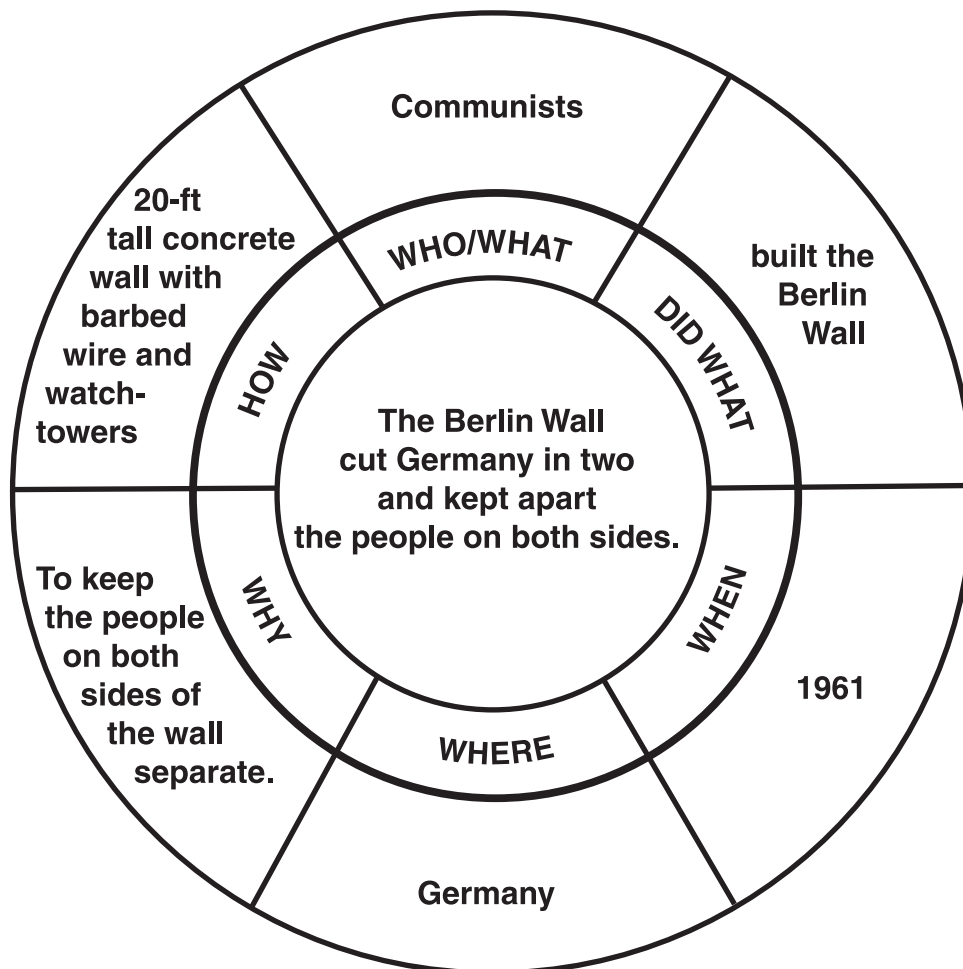 Communists
WHO/WHAT
built the
Berlin
Wall
DID WHAT
1961
WHEN
Germany
WHERE
To keep
the people
on both
sides of
the wall
separate.
WHY
20-ft
tall concrete
wall with
barbed
wire and
watch-
towers
HOW
The Berlin Wall
cut Germany in two
and kept apart
the people on both sides.